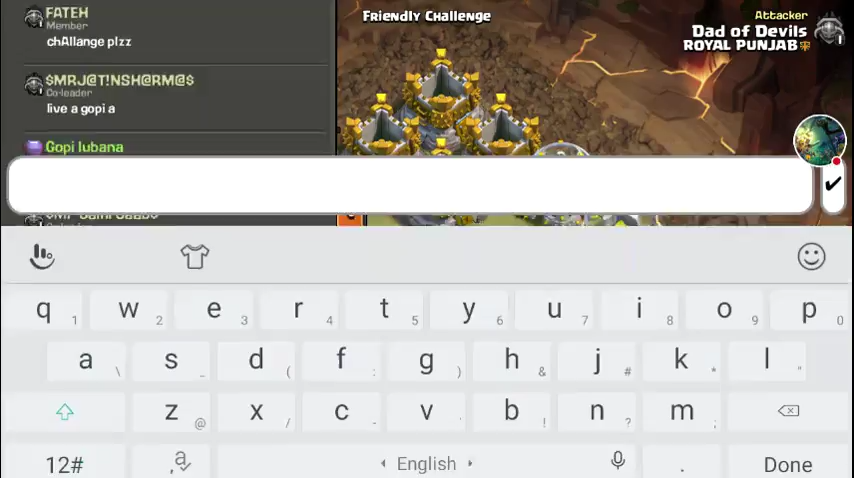 FATEH
Member
chAllange plzz
$MRJ@T!NSH@RM@$
Co-leader
live a gopi a
Gopi lubana
Friendly Challenge
Attacker
Dad of Devils
ROYAL PUNJAB
q 1 w 2 e 3 r 4 t 5 y 6 u 7 i 8 o 9 p 0
a \ s _ d ( f : g ) h & j # k * l "
z @ x / c - v ' b ! n ? m ;
12# , a English . Done